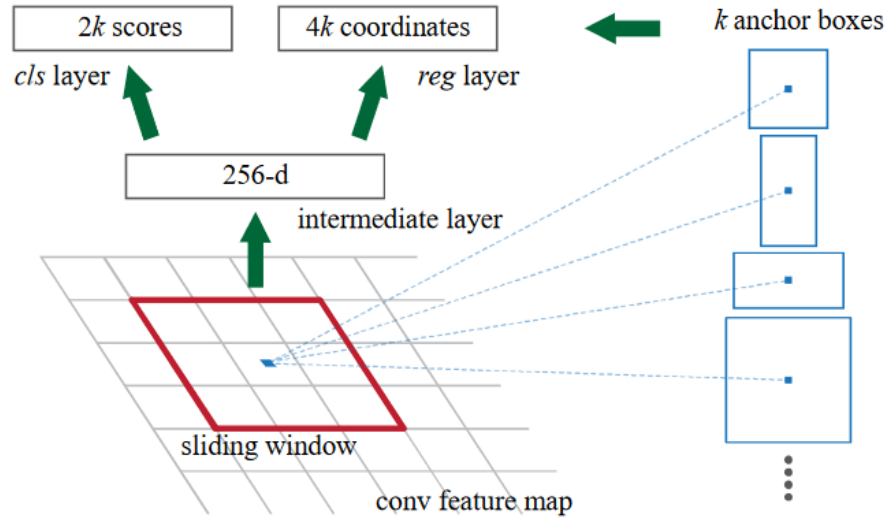 2k scores
4k coordinates
k anchor boxes
cls layer
reg layer
256-d
intermediate layer
sliding window
conv feature map